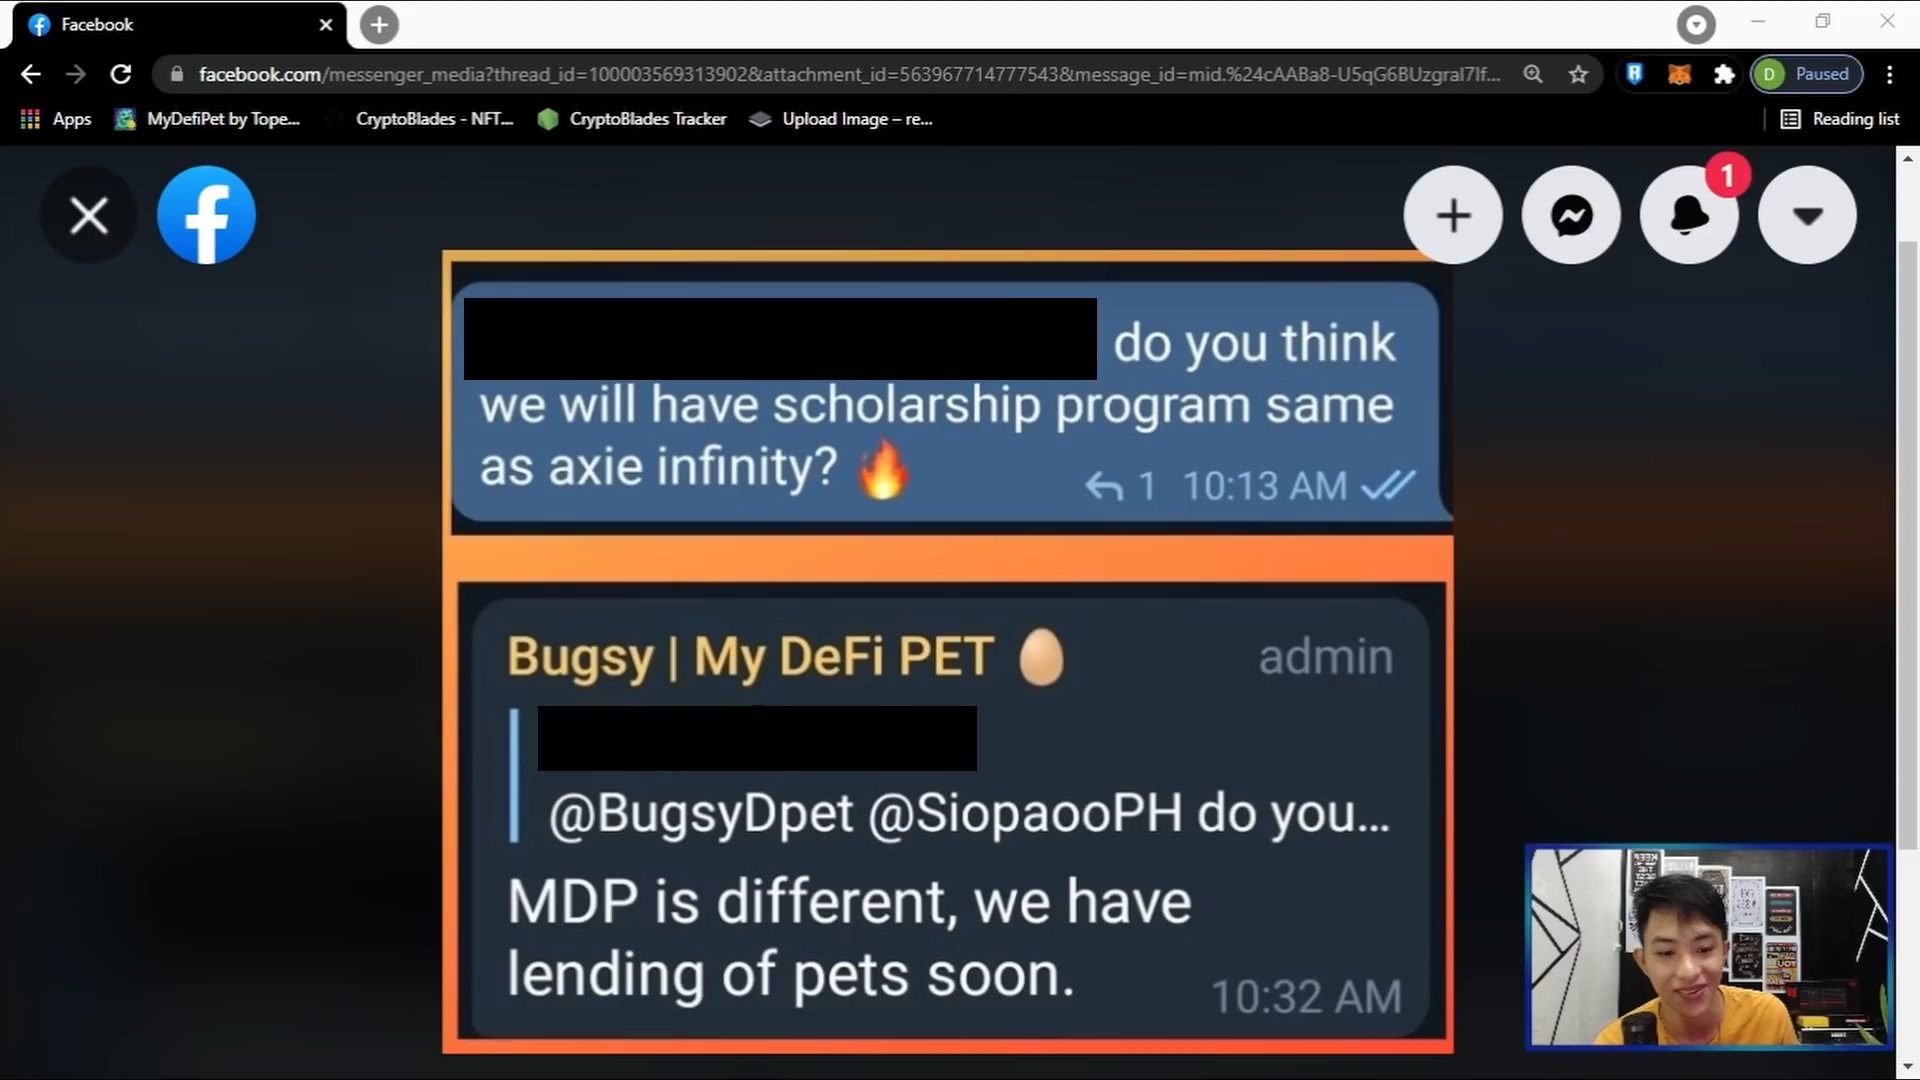 Facebook
facebook.com/messenger_media?thread_id=100003569313902&attachment_id=563967714777543&message_id=mid.%24cAABa8-U5qG6BUzgral7lf...
D Paused
Apps MyDefiPet by Tope... CryptoBlades - NFT... CryptoBlades Tracker Upload Image – re... Reading list
1
do you think
we will have scholarship program same
as axie infinity? 🔥
1 10:13 AM
Bugsy | My DeFi PET 🥚 admin
@BugsyDpet @SiopaooPH do you...
MDP is different, we have
lending of pets soon.
10:32 AM